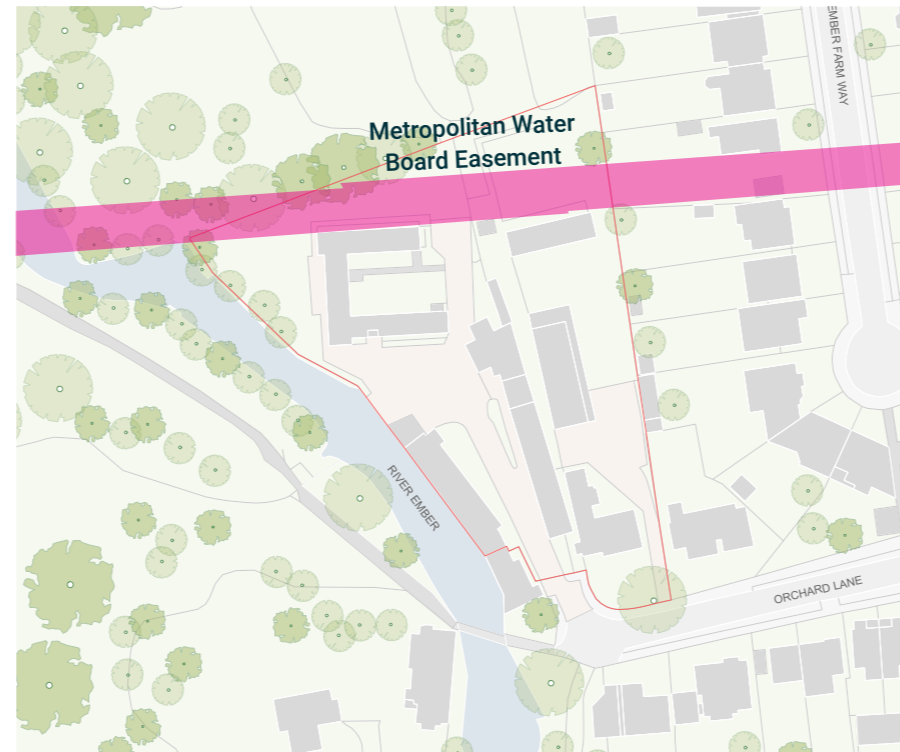 EMBER FARM WAY
Metropolitan Water
Board Easement
RIVER EMBER
ORCHARD LANE